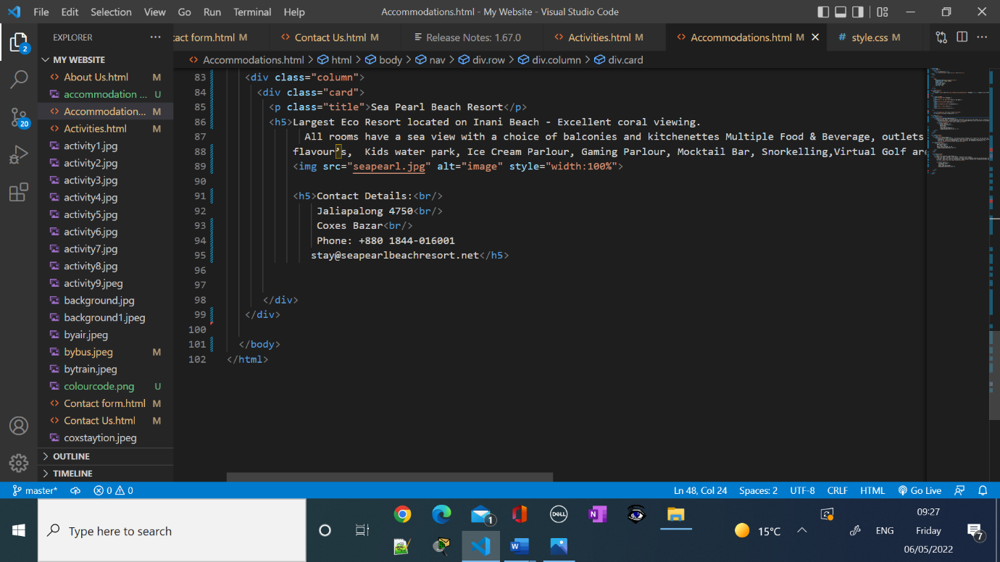 File Edit Selection View Go Run Terminal Help Accommodations.html - My Website - Visual Studio Code
EXPLORER ··· tact form.html M Contact Us.html M Release Notes: 1.67.0 Activities.html M Accommodations.html M # style.css M ···
MY WEBSITE
Accommodations.html > html > body > nav > div.row > div.column > div.card
About Us.html M
accommodation ... U
Accommodation... M
Activities.html M
activity1.jpg
activity2.jpg
activity3.jpg
activity4.jpg
activity5.jpg
activity6.jpg
activity7.jpg
activity8.jpg
activity9.jpeg
background.jpg
background1.jpeg
byair.jpeg
bybus.jpeg M
bytrain.jpeg
colourcode.png U
Contact form.html M
Contact Us.html M
coxstaytion.jpeg
OUTLINE
TIMELINE
2
20
83 <div class="column">
84 <div class="card">
85 <p class="title">Sea Pearl Beach Resort</p>
86 <h5>Largest Eco Resort located on Inani Beach - Excellent coral viewing.
87 All rooms have a sea view with a choice of balconies and kitchenettes Multiple Food & Beverage, outlets
88 flavour’s,  Kids water park, Ice Cream Parlour, Gaming Parlour, Mocktail Bar, Snorkelling,Virtual Golf are
89 <img src="seapearl.jpg" alt="image" style="width:100%">
90
91 <h5>Contact Details:<br/>
92 Jaliapalong 4750<br/>
93 Coxes Bazar<br/>
94 Phone: +880 1844-016001
95 stay@seapearlbeachresort.net</h5>
96
97
98 </div>
99 </div>
100
101 </body>
102 </html>
master* 0 0 Ln 48, Col 24 Spaces: 2 UTF-8 CRLF HTML Go Live
Type here to search
1
DELL
N
W
15°C
ENG
09:27
Friday
06/05/2022
7